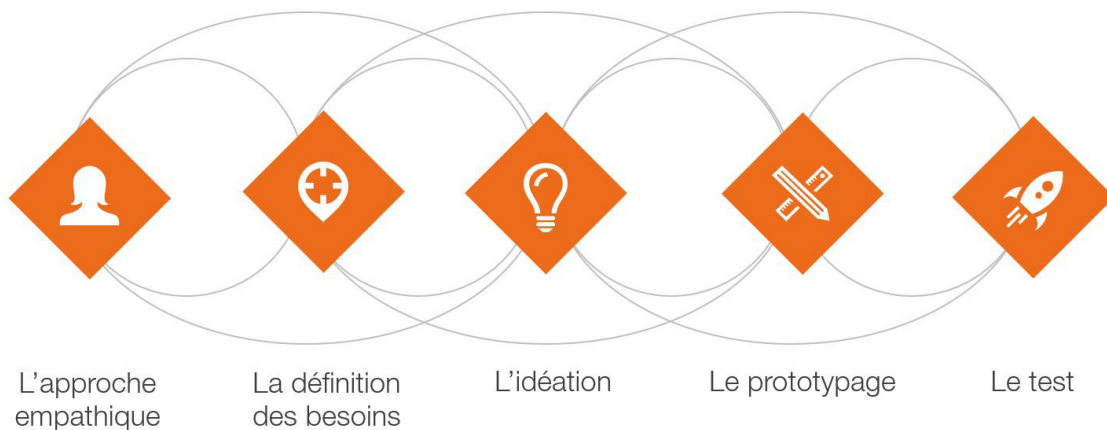 L’approche
empathique
La définition
des besoins
L’idéation
Le prototypage
Le test